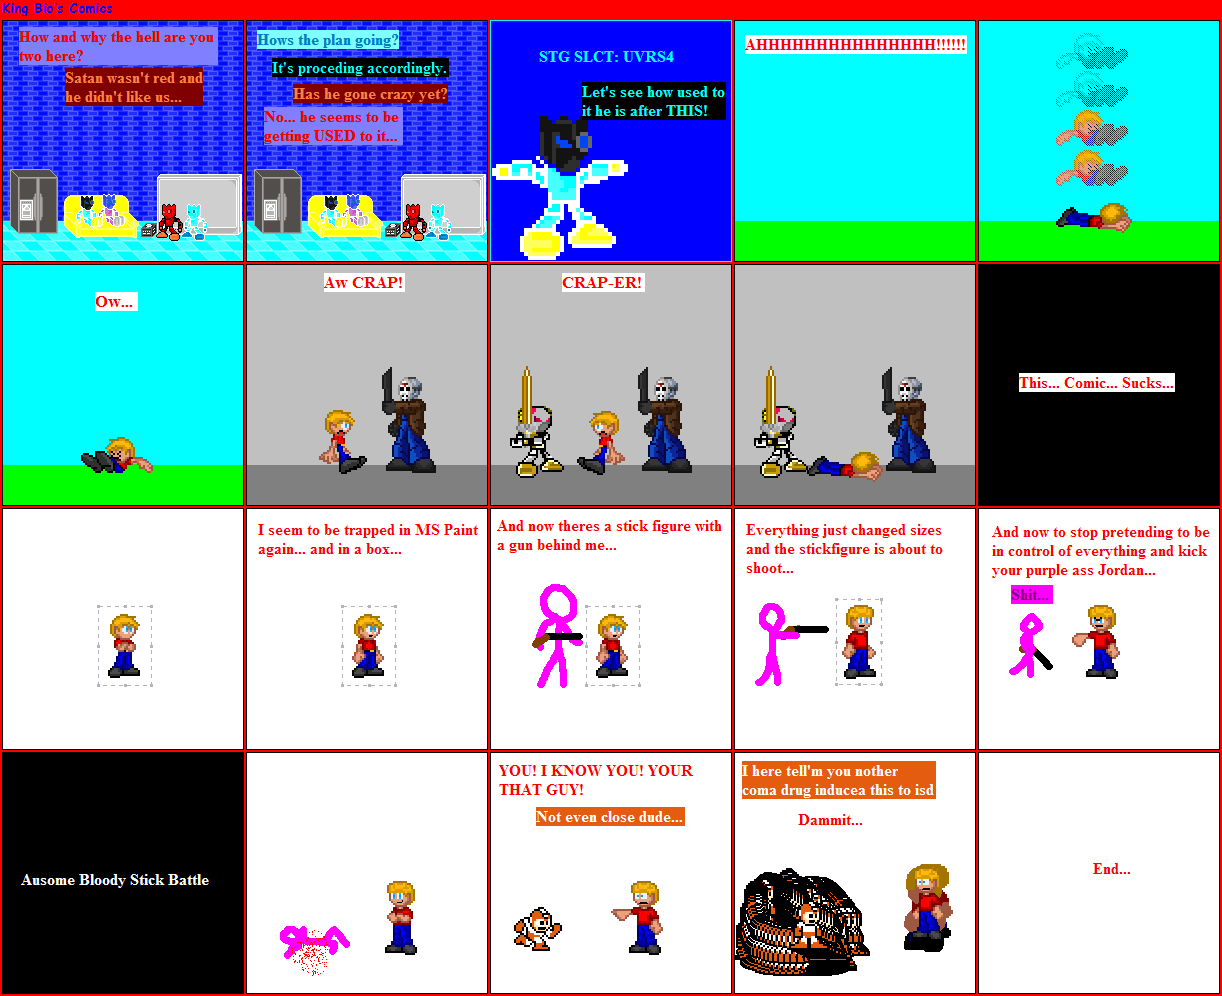 King Bio's Comics
How and why the hell are you
two here?
Satan wasn't red and
he didn't like us...
Hows the plan going?
It's proceding accordingly.
Has he gone crazy yet?
No... he seems to be
getting USED to it...
STG SLCT: UVRS4
Let's see how used to
it he is after THIS!
AHHHHHHHHHHHHHHH!!!!!!
Ow...
Aw CRAP!
CRAP-ER!
This... Comic... Sucks...
I seem to be trapped in MS Paint
again... and in a box...
And now theres a stick figure with
a gun behind me...
Everything just changed sizes
and the stickfigure is about to
shoot...
And now to stop pretending to be
in control of everything and kick
your purple ass Jordan...
Shit...
Ausome Bloody Stick Battle
YOU! I KNOW YOU! YOUR
THAT GUY!
Not even close dude...
I here tell'm you nother
coma drug inducea this to isd
Dammit...
End...